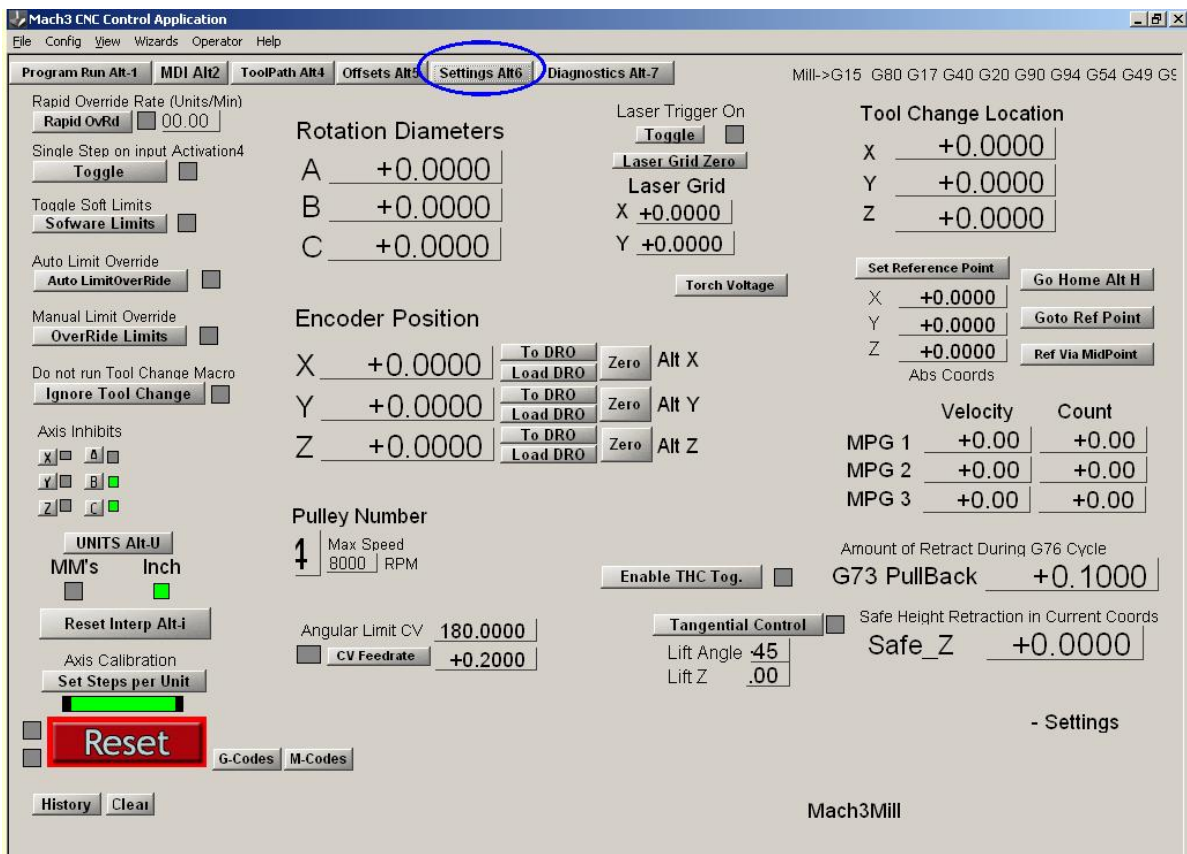 Mach3 CNC Control Application
File Config View Wizards Operator Help
Program Run Alt-1 MDI Alt2 ToolPath Alt4 Offsets Alt5 Settings Alt6 Diagnostics Alt-7
Mill->G15 G80 G17 G40 G20 G90 G94 G54 G49 G9
Rapid Override Rate (Units/Min)
Rapid OvRd 00.00
Single Step on input Activation4
Toggle
Toggle Soft Limits
Sofware Limits
Auto Limit Override
Auto LimitOverRide
Manual Limit Override
OverRide Limits
Do not run Tool Change Macro
Ignore Tool Change
Axis Inhibits
X A
Y B
Z C
UNITS Alt-U
MM's Inch
Reset Interp Alt-i
Axis Calibration
Set Steps per Unit
Reset
G-Codes M-Codes
History Clear
Rotation Diameters
A +0.0000
B +0.0000
C +0.0000
Encoder Position
X +0.0000 To DRO Load DRO Zero Alt X
Y +0.0000 To DRO Load DRO Zero Alt Y
Z +0.0000 To DRO Load DRO Zero Alt Z
Pulley Number
Max Speed
8000 RPM
Angular Limit CV 180.0000
CV Feedrate +0.2000
Laser Trigger On
Toggle
Laser Grid Zero
Laser Grid
X +0.0000
Y +0.0000
Torch Voltage
Enable THC Tog.
Tangential Control
Lift Angle -45
Lift Z .00
Tool Change Location
X +0.0000
Y +0.0000
Z +0.0000
Set Reference Point
X +0.0000
Y +0.0000
Z +0.0000
Abs Coords
Go Home Alt H
Goto Ref Point
Ref Via MidPoint
Velocity Count
MPG 1 +0.00 +0.00
MPG 2 +0.00 +0.00
MPG 3 +0.00 +0.00
Amount of Retract During G76 Cycle
G73 PullBack +0.1000
Safe Height Retraction in Current Coords
Safe_Z +0.0000
- Settings
Mach3Mill